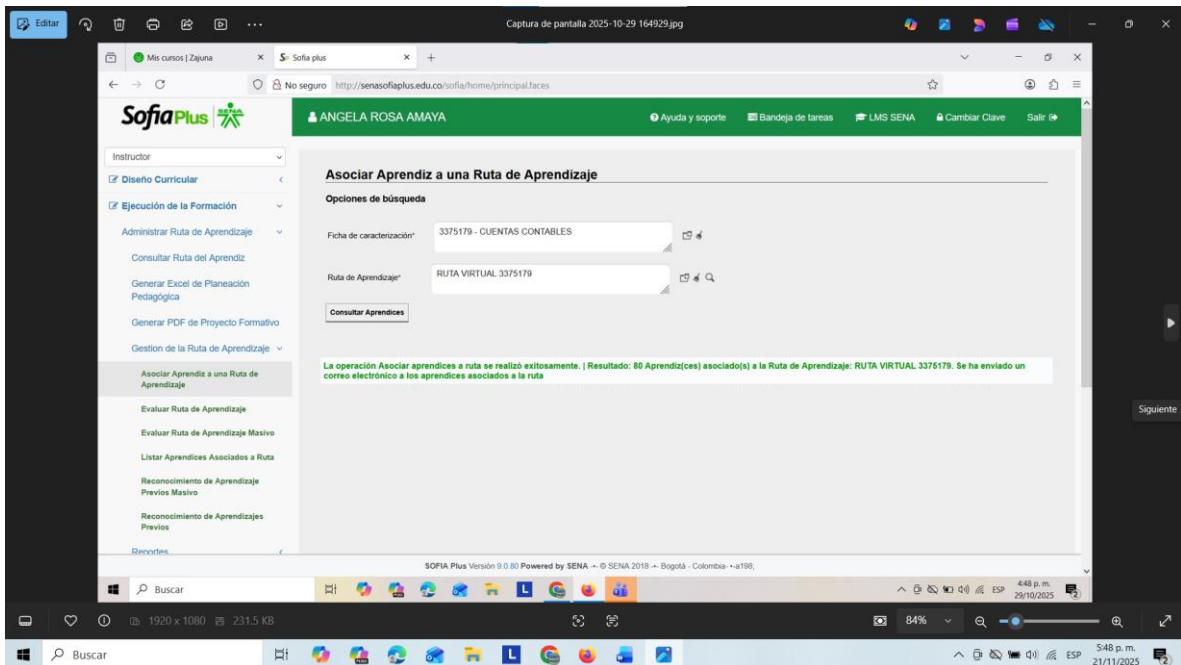 Editar
Captura de pantalla 2025-10-29 164929.jpg
Mis cursos | Zajuna
Sofia plus
No seguro http://senasofiaplus.edu.co/sofia/home/principal.faces
SofiaPlus SENA
ANGELA ROSA AMAYA
Ayuda y soporte
Bandeja de tareas
LMS SENA
Cambiar Clave
Salir
Instructor
Diseño Curricular
Ejecución de la Formación
Administrar Ruta de Aprendizaje
Consultar Ruta del Aprendiz
Generar Excel de Planeación
Pedagógica
Generar PDF de Proyecto Formativo
Gestion de la Ruta de Aprendizaje
Asociar Aprendiz a una Ruta de
Aprendizaje
Evaluar Ruta de Aprendizaje
Evaluar Ruta de Aprendizaje Masivo
Listar Aprendices Asociados a Ruta
Reconocimiento de Aprendizaje
Previos Masivo
Reconocimiento de Aprendizajes
Previos
Reportes
Asociar Aprendiz a una Ruta de Aprendizaje
Opciones de búsqueda
Ficha de caracterización* 3375179 - CUENTAS CONTABLES
Ruta de Aprendizaje* RUTA VIRTUAL 3375179
Consultar Aprendices
La operación Asociar aprendices a ruta se realizó exitosamente. | Resultado: 80 Aprendiz(ces) asociado(s) a la Ruta de Aprendizaje: RUTA VIRTUAL 3375179. Se ha enviado un
correo electrónico a los aprendices asociados a la ruta
Siguiente
SOFIA Plus Versión 9.0.80 Powered by SENA - © SENA 2018 - Bogotá - Colombia- -a198;
Buscar
L
ESP
4:48 p. m.
29/10/2025
2
1920 x 1080
231.5 KB
84%
Buscar
L
ESP
5:48 p. m.
21/11/2025